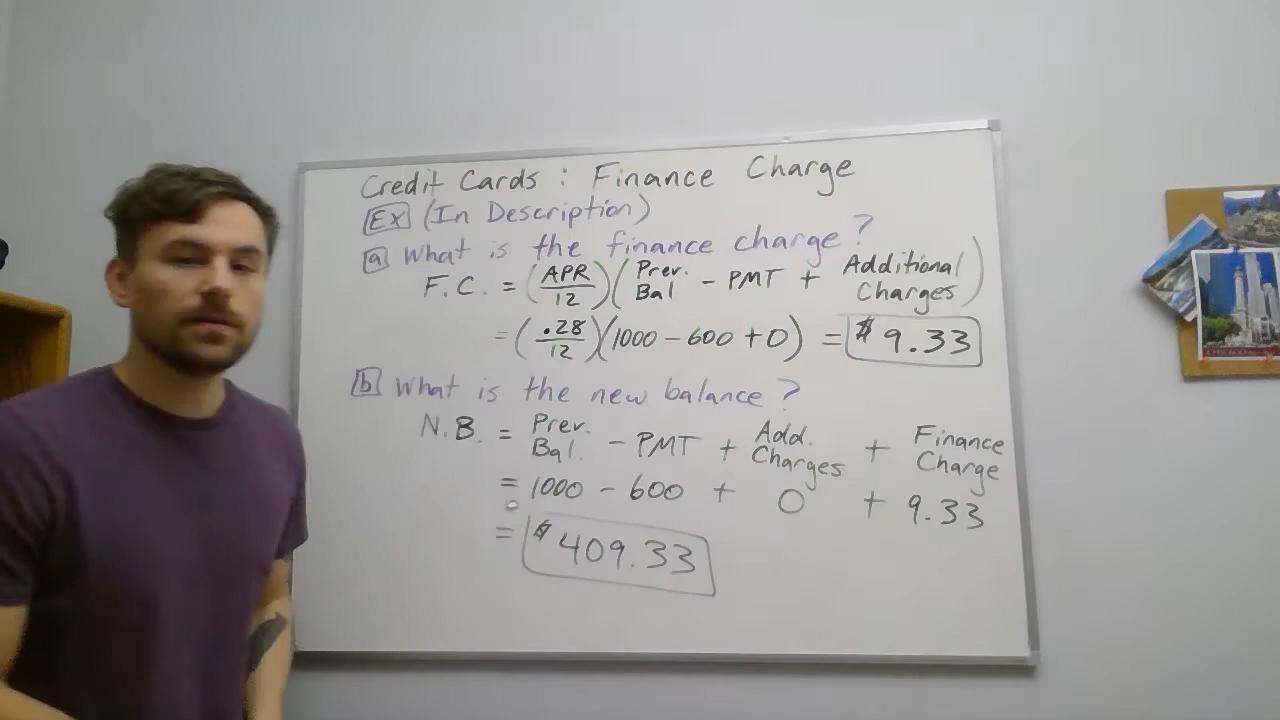 Credit Cards : Finance Charge
EX (In Description)
a What is the finance charge?
F.C. = (APR/12)(Prev. Bal - PMT + Additional Charges)
= (.28/12)(1000 - 600 + 0) = $9.33
b What is the new balance?
N.B. = Prev. Bal. - PMT + Add. Charges + Finance Charge
= 1000 - 600 + 0 + 9.33
= $409.33